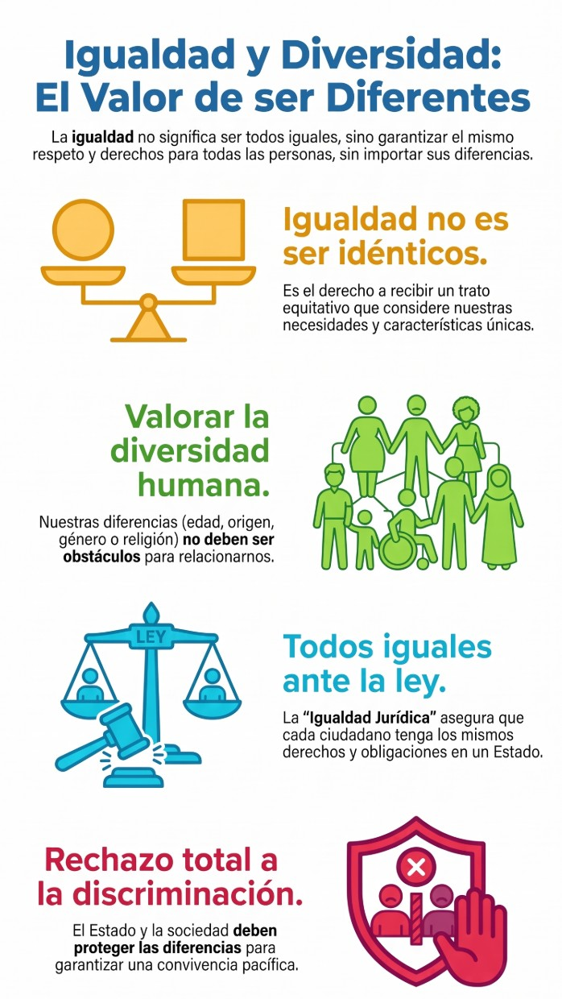 Igualdad y Diversidad:
El Valor de ser Diferentes
La igualdad no significa ser todos iguales, sino garantizar el mismo
respeto y derechos para todas las personas, sin importar sus diferencias.
Igualdad no es
ser idénticos.
Es el derecho a recibir un trato
equitativo que considere nuestras
necesidades y características únicas.
Valorar la
diversidad
humana.
Nuestras diferencias (edad, origen,
género o religión) no deben ser
obstáculos para relacionarnos.
LEY
Todos iguales
ante la ley.
La “Igualdad Jurídica” asegura que
cada ciudadano tenga los mismos
derechos y obligaciones en un Estado.
Rechazo total a
la discriminación.
El Estado y la sociedad deben
proteger las diferencias para
garantizar una convivencia pacífica.